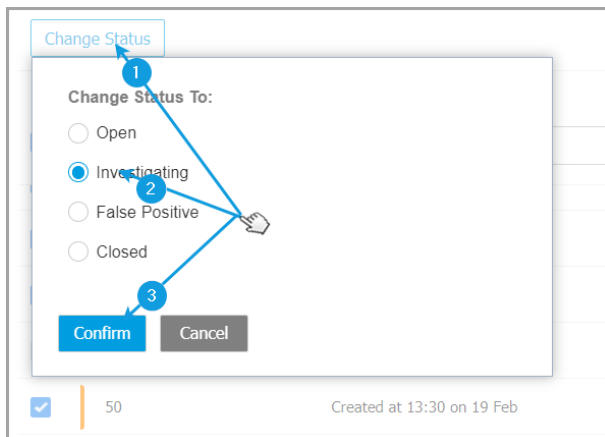 Change Status
1
Change Status To:
Open
Investigating
2
False Positive
Closed
3
Confirm Cancel
50 Created at 13:30 on 19 Feb